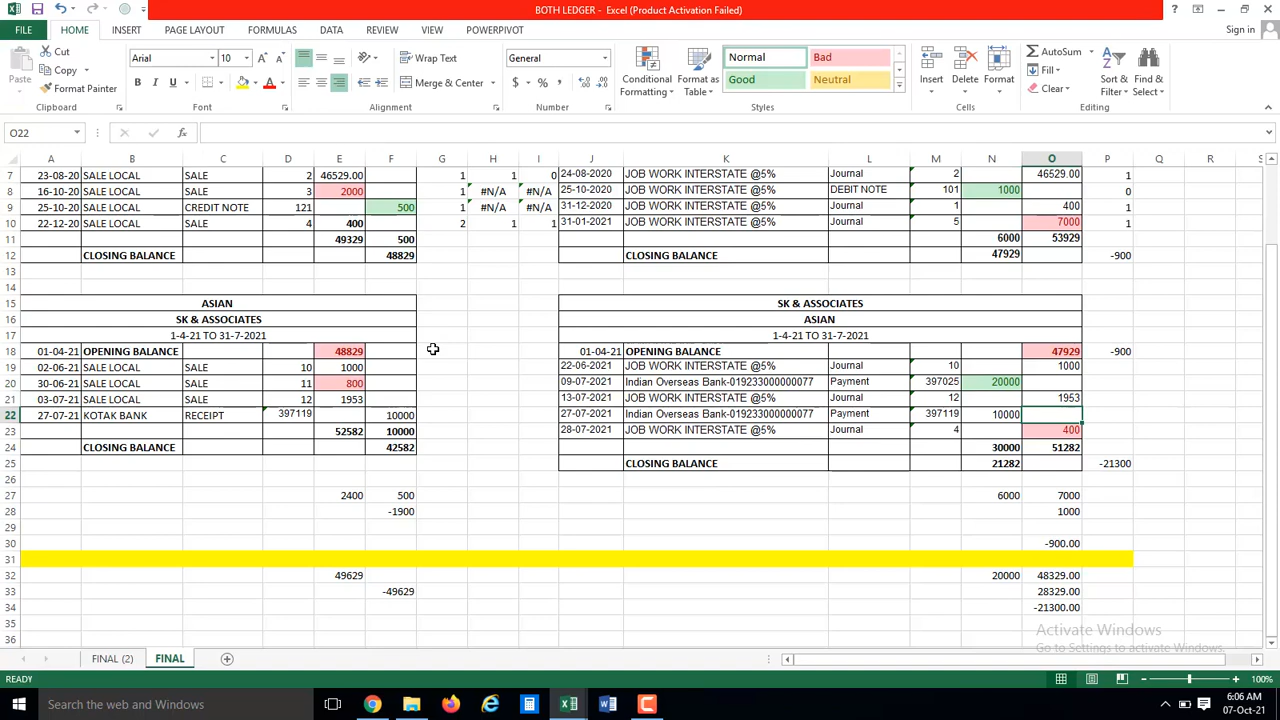 BOTH LEDGER - Excel (Product Activation Failed)
FILE HOME INSERT PAGE LAYOUT FORMULAS DATA REVIEW VIEW POWERPIVOT Sign in
Cut Copy Format Painter Paste Clipboard
Arial 10 B I U Font
Wrap Text Merge & Center Alignment
General $ % Number
Conditional Formatting Format as Table
Normal Bad Good Neutral Styles
Insert Delete Format Cells
AutoSum Fill Clear Sort & Filter Find & Select Editing
O22 fx
A B C D E F G H I J K L M N O P Q R S
7 23-08-20 SALE LOCAL SALE 2 46529.00 1 1 0 24-08-2020 JOB WORK INTERSTATE @5% Journal 2 46529.00 1
8 16-10-20 SALE LOCAL SALE 3 2000 1 #N/A #N/A 25-10-2020 JOB WORK INTERSTATE @5% DEBIT NOTE 101 1000 0
9 25-10-20 SALE LOCAL CREDIT NOTE 121 500 1 #N/A #N/A 31-12-2020 JOB WORK INTERSTATE @5% Journal 1 400 1
10 22-12-20 SALE LOCAL SALE 4 400 2 1 1 31-01-2021 JOB WORK INTERSTATE @5% Journal 5 7000 1
11 49329 500 6000 53929
12 CLOSING BALANCE 48829 CLOSING BALANCE 47929 -900
13
14
15 ASIAN SK & ASSOCIATES
16 SK & ASSOCIATES ASIAN
17 1-4-21 TO 31-7-2021 1-4-21 TO 31-7-2021
18 01-04-21 OPENING BALANCE 48829 01-04-21 OPENING BALANCE 47929 -900
19 02-06-21 SALE LOCAL SALE 10 1000 22-06-2021 JOB WORK INTERSTATE @5% Journal 10 1000
20 30-06-21 SALE LOCAL SALE 11 800 09-07-2021 Indian Overseas Bank-019233000000077 Payment 397025 20000
21 03-07-21 SALE LOCAL SALE 12 1953 13-07-2021 JOB WORK INTERSTATE @5% Journal 12 1953
22 27-07-21 KOTAK BANK RECEIPT 397119 10000 27-07-2021 Indian Overseas Bank-019233000000077 Payment 397119 10000
23 52582 10000 28-07-2021 JOB WORK INTERSTATE @5% Journal 4 400
24 CLOSING BALANCE 42582 30000 51282
25 CLOSING BALANCE 21282 -21300
26
27 2400 500 6000 7000
28 -1900 1000
29
30 -900.00
31
32 49629 20000 48329.00
33 -49629 28329.00
34 -21300.00
35
36
Activate Windows
Go to Settings to activate Windows.
FINAL (2) FINAL
READY 100%
Search the web and Windows
6:06 AM
07-Oct-21